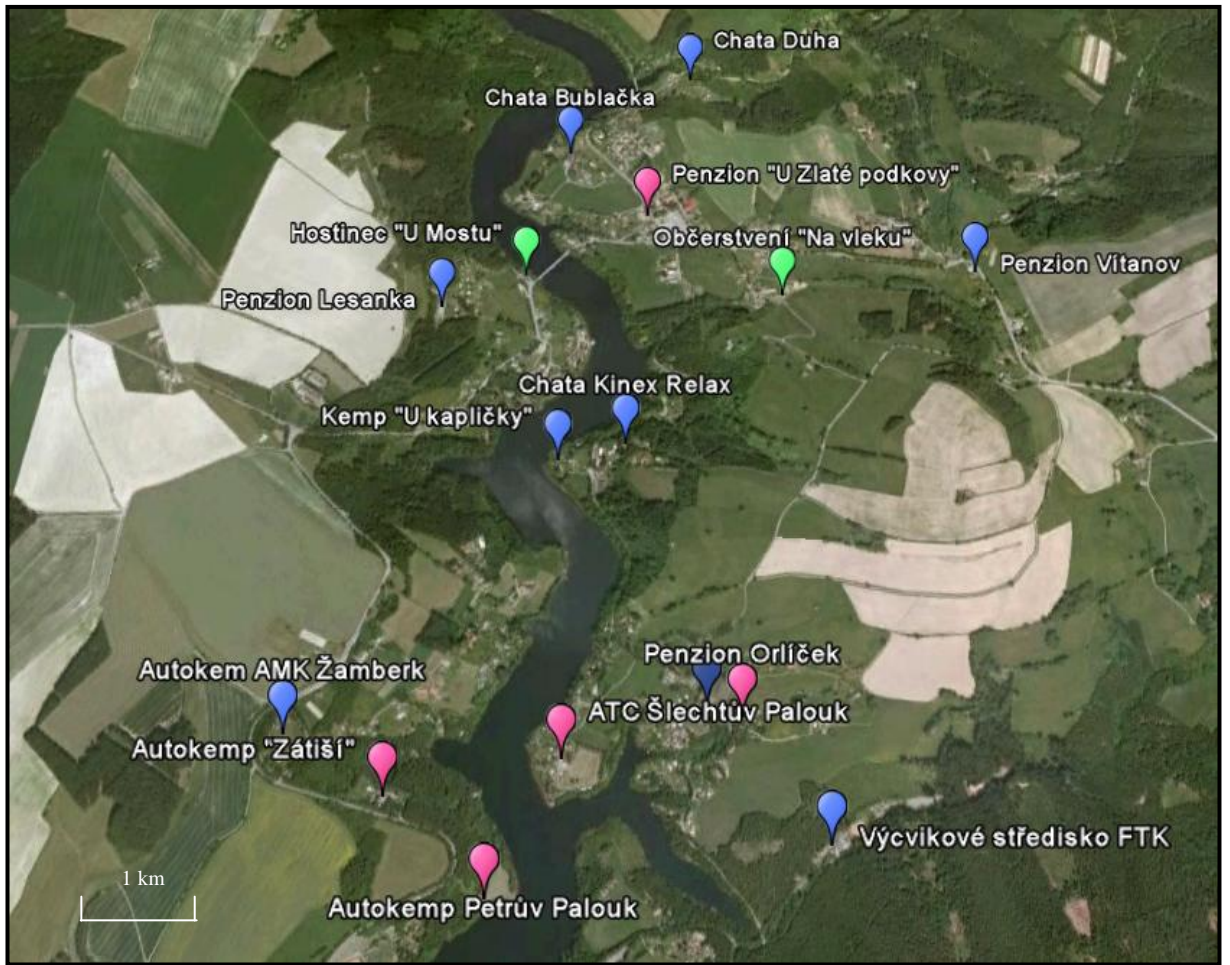 Chata Duha
Chata Bublačka
Penzion "U Zlaté podkovy"
Hostinec "U Mostu"
Občerstvení "Na vleku"
Penzion Vítanov
Penzion Lesanka
Chata Kinex Relax
Kemp "U kapličky"
Penzion Orlíček
Autokem AMK Žamberk
ATC Šlechtův Palouk
Autokemp "Zátiší"
Výcvikové středisko FTK
1 km
Autokemp Petrův Palouk